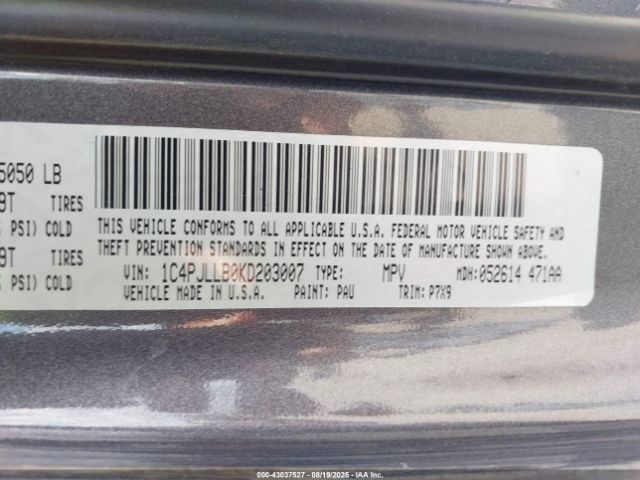 5050 LB
9T TIRES
PSI) COLD
9T TIRES
PSI) COLD
THIS VEHICLE CONFORMS TO ALL APPLICABLE U.S.A. FEDERAL MOTOR VEHICLE SAFETY AND
THEFT PREVENTION STANDARDS IN EFFECT ON THE DATE OF MANUFACTURE SHOWN ABOVE.
VIN: 1C4PJLLB0KD203007 TYPE: MPV MDH:052614 471AA
VEHICLE MADE IN U.S.A. PAINT: PAU TRIM: P7X9
© IAA - 43037527 - 08/19/2025 - IAAI.COM